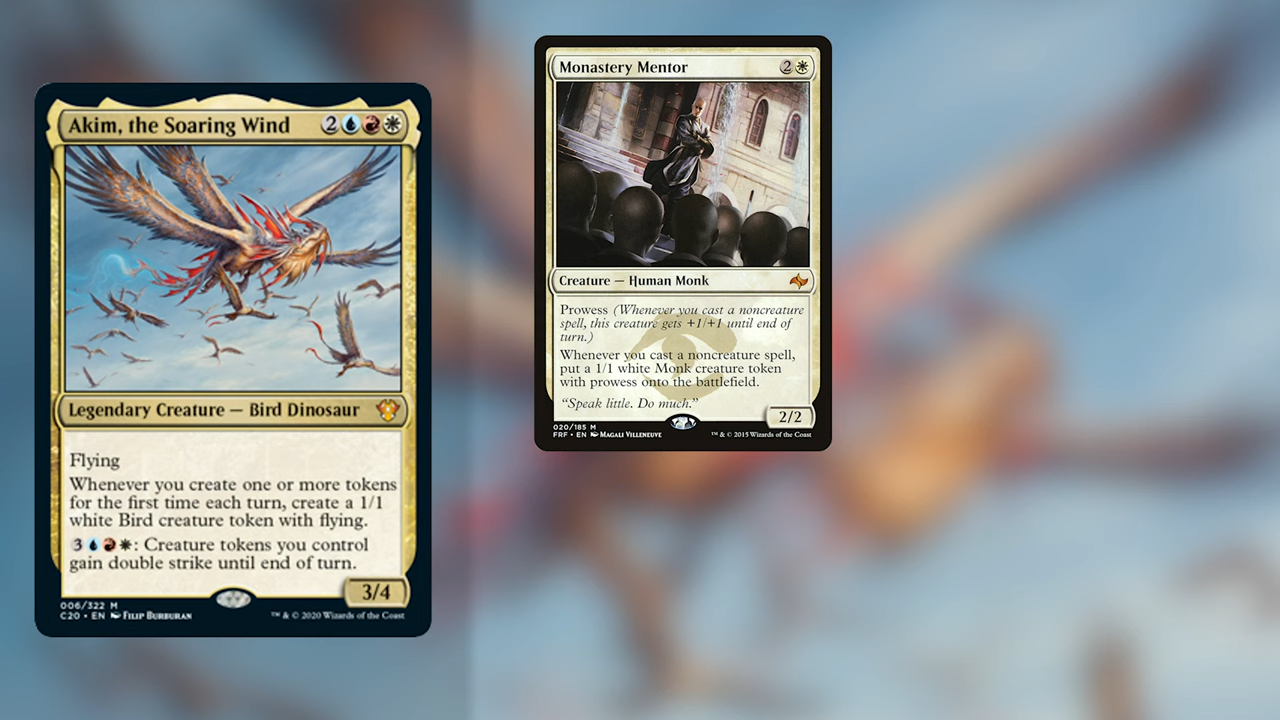 Akim, the Soaring Wind 2
Legendary Creature — Bird Dinosaur
Flying
Whenever you create one or more tokens
for the first time each turn, create a 1/1
white Bird creature token with flying.
3 : Creature tokens you control
gain double strike until end of turn.
3/4
006/322 M
C20 • EN Filip Burburan
™ & © 2020 Wizards of the Coast
Monastery Mentor 2
Creature — Human Monk
Prowess (Whenever you cast a noncreature
spell, this creature gets +1/+1 until end of
turn.)
Whenever you cast a noncreature spell,
put a 1/1 white Monk creature token
with prowess onto the battlefield.
“Speak little. Do much.”
2/2
020/185 M
FRF • EN Magali Villeneuve
™ & © 2015 Wizards of the Coast